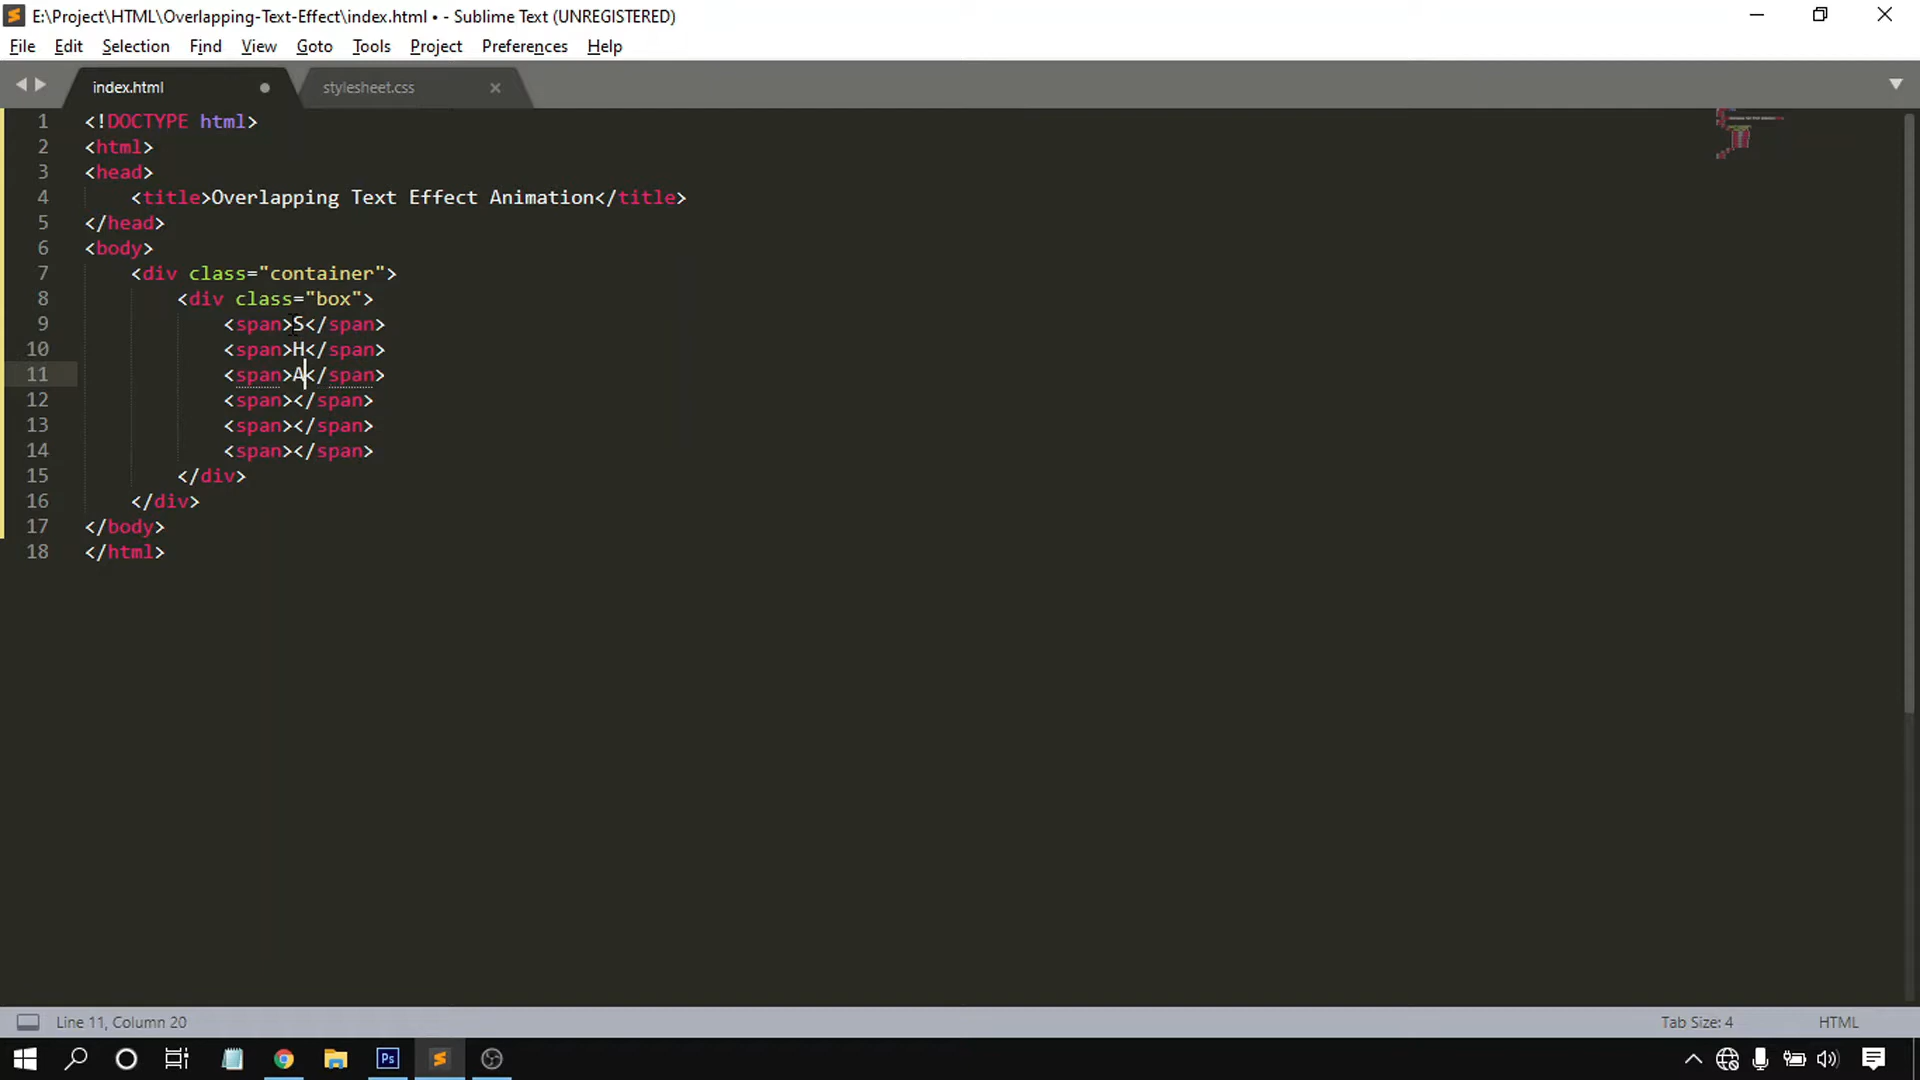 E:\Project\HTML\Overlapping-Text-Effect\index.html • - Sublime Text (UNREGISTERED)
File Edit Selection Find View Goto Tools Project Preferences Help
index.html stylesheet.css
1 <!DOCTYPE html>
2 <html>
3 <head>
4 <title>Overlapping Text Effect Animation</title>
5 </head>
6 <body>
7 <div class="container">
8 <div class="box">
9 <span>S</span>
10 <span>H</span>
11 <span>A</span>
12 <span></span>
13 <span></span>
14 <span></span>
15 </div>
16 </div>
17 </body>
18 </html>
Line 11, Column 20 Tab Size: 4 HTML
Ps